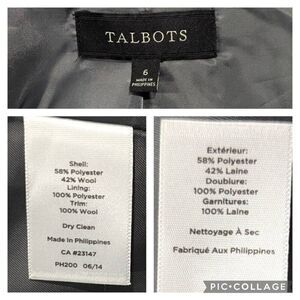 TALBOTS
6
MADE IN
PHILIPPINES
Shell:
58% Polyester
42% Wool
Lining:
100% Polyester
Trim:
100% Wool
Dry Clean
Made in Philippines
CA #23147
PH200 06/14
Extérieur:
58% Polyester
42% Laine
Doublure:
100% Polyester
Garnitures:
100% Laine
Nettoyage À Sec
Fabriqué Aux Philippines
PIC•COLLAGE